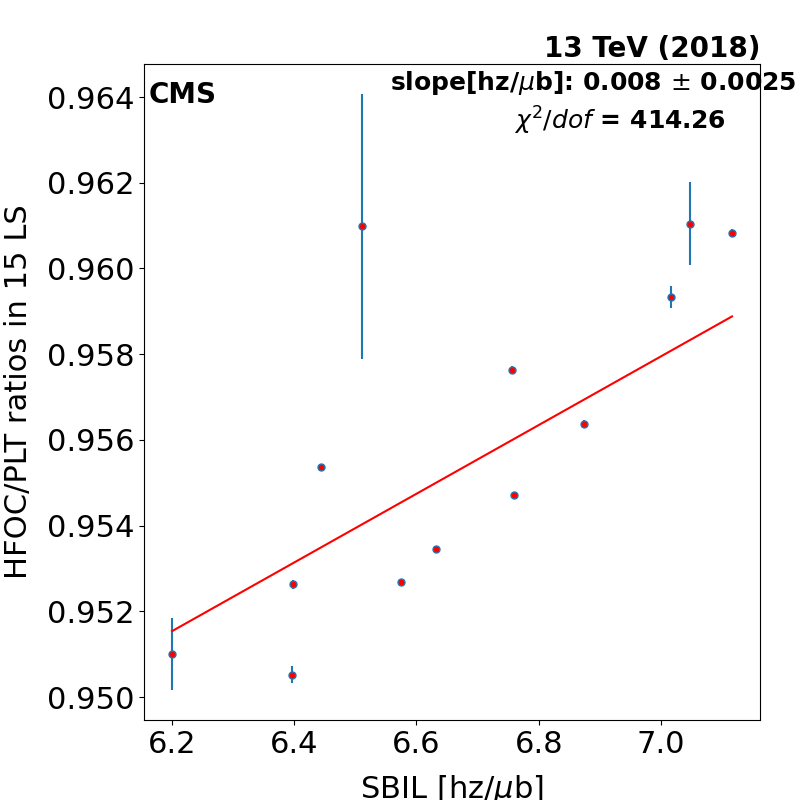 13 TeV (2018)
CMS
slope[hz/μb]: 0.008 ± 0.0025
χ²/dof = 414.26
HFOC/PLT ratios in 15 LS
0.964
0.962
0.960
0.958
0.956
0.954
0.952
0.950
6.2 6.4 6.6 6.8 7.0
SBIL [hz/μb]